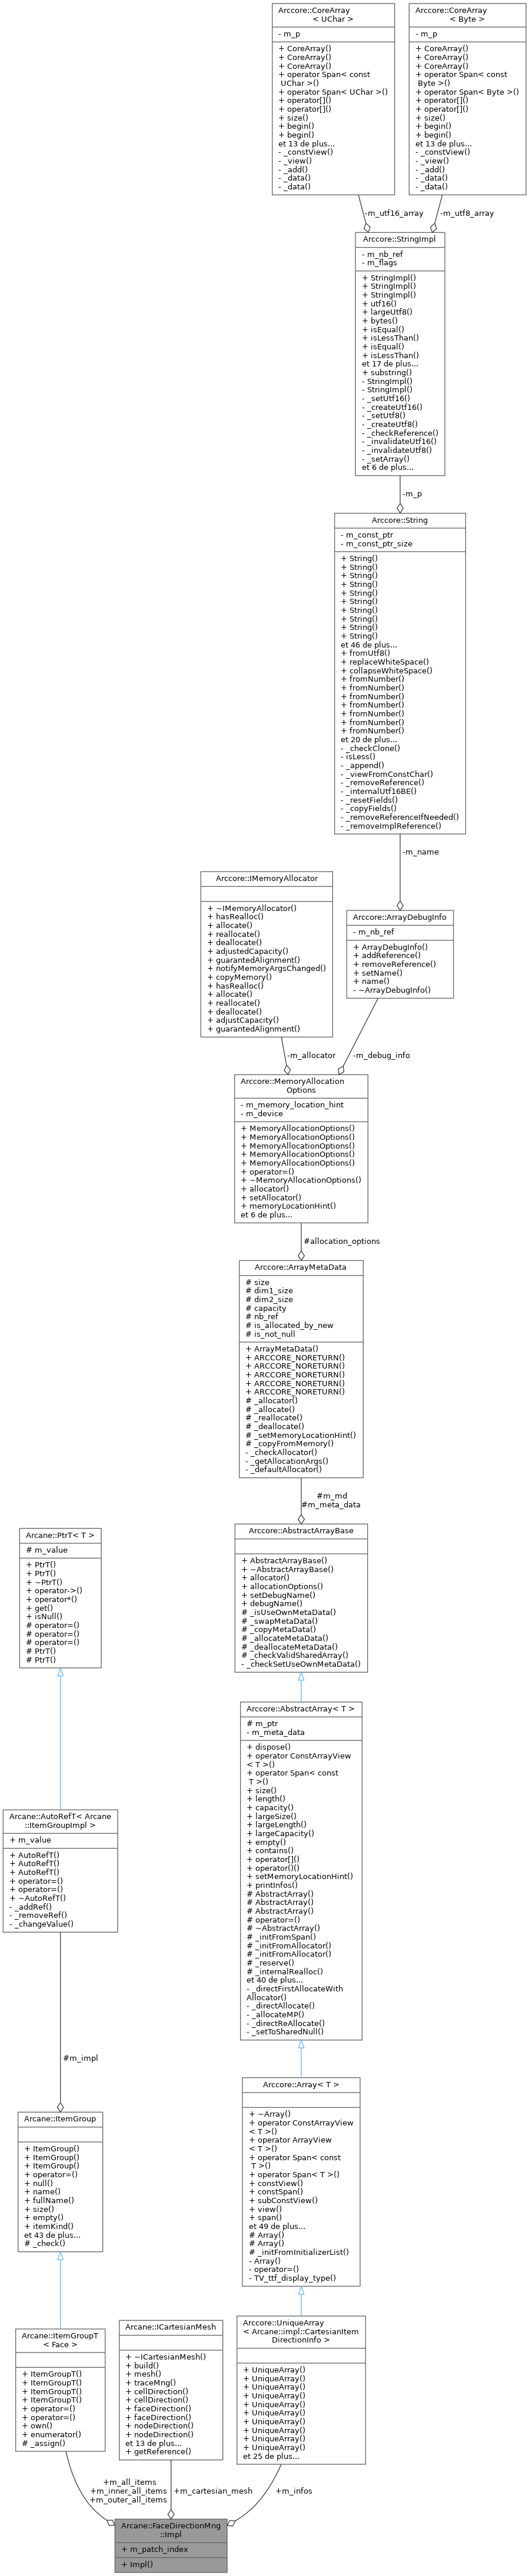 Arccore::CoreArray
< UChar >
- m_p
+ CoreArray()
+ CoreArray()
+ CoreArray()
+ operator Span< const
UChar >()
+ operator Span< UChar >()
+ operator[]()
+ operator[]()
+ size()
+ begin()
+ begin()
et 13 de plus...
- _constView()
- _view()
- _add()
- _data()
- _data()
Arccore::CoreArray
< Byte >
- m_p
+ CoreArray()
+ CoreArray()
+ CoreArray()
+ operator Span< const
Byte >()
+ operator Span< Byte >()
+ operator[]()
+ operator[]()
+ size()
+ begin()
+ begin()
et 13 de plus...
- _constView()
- _view()
- _add()
- _data()
- _data()
-m_utf16_array
-m_utf8_array
Arccore::StringImpl
- m_nb_ref
- m_flags
+ StringImpl()
+ StringImpl()
+ StringImpl()
+ utf16()
+ largeUtf8()
+ bytes()
+ isEqual()
+ isLessThan()
+ isEqual()
+ isLessThan()
et 17 de plus...
+ substring()
- StringImpl()
- StringImpl()
- _setUtf16()
- _createUtf16()
- _setUtf8()
- _createUtf8()
- _checkReference()
- _invalidateUtf16()
- _invalidateUtf8()
- _setArray()
et 6 de plus...
-m_p
Arccore::String
- m_const_ptr
- m_const_ptr_size
+ String()
+ String()
+ String()
+ String()
+ String()
+ String()
+ String()
+ String()
+ String()
+ String()
et 46 de plus...
+ fromUtf8()
+ replaceWhiteSpace()
+ collapseWhiteSpace()
+ fromNumber()
+ fromNumber()
+ fromNumber()
+ fromNumber()
+ fromNumber()
+ fromNumber()
+ fromNumber()
et 20 de plus...
- _checkClone()
- isLess()
- _append()
- _viewFromConstChar()
- _removeReference()
- _internalUtf16BE()
- _resetFields()
- _copyFields()
- _removeReferenceIfNeeded()
- _removeImplReference()
-m_name
Arccore::IMemoryAllocator
+ ~IMemoryAllocator()
+ hasRealloc()
+ allocate()
+ reallocate()
+ deallocate()
+ adjustedCapacity()
+ guarantedAlignment()
+ notifyMemoryArgsChanged()
+ copyMemory()
+ hasRealloc()
+ allocate()
+ reallocate()
+ deallocate()
+ adjustCapacity()
+ guarantedAlignment()
Arccore::ArrayDebugInfo
- m_nb_ref
+ ArrayDebugInfo()
+ addReference()
+ removeReference()
+ setName()
+ name()
- ~ArrayDebugInfo()
-m_allocator
-m_debug_info
Arccore::MemoryAllocation
Options
- m_memory_location_hint
- m_device
+ MemoryAllocationOptions()
+ MemoryAllocationOptions()
+ MemoryAllocationOptions()
+ MemoryAllocationOptions()
+ MemoryAllocationOptions()
+ operator=()
+ ~MemoryAllocationOptions()
+ allocator()
+ setAllocator()
+ memoryLocationHint()
et 6 de plus...
#allocation_options
Arccore::ArrayMetaData
# size
# dim1_size
# dim2_size
# capacity
# nb_ref
# is_allocated_by_new
# is_not_null
+ ArrayMetaData()
+ ARCCORE_NORETURN()
+ ARCCORE_NORETURN()
+ ARCCORE_NORETURN()
+ ARCCORE_NORETURN()
+ ARCCORE_NORETURN()
# _allocator()
# _allocate()
# _reallocate()
# _deallocate()
# _setMemoryLocationHint()
# _copyFromMemory()
- _checkAllocator()
- _getAllocationArgs()
- _defaultAllocator()
#m_md
#m_meta_data
Arccore::AbstractArrayBase
+ AbstractArrayBase()
+ ~AbstractArrayBase()
+ allocator()
+ allocationOptions()
+ setDebugName()
+ debugName()
# _isUseOwnMetaData()
# _swapMetaData()
# _copyMetaData()
# _allocateMetaData()
# _deallocateMetaData()
# _checkValidSharedArray()
- _checkSetUseOwnMetaData()
Arcane::PtrT< T >
# m_value
+ PtrT()
+ PtrT()
+ ~PtrT()
+ operator->()
+ operator*()
+ get()
+ isNull()
# operator=()
# operator=()
# operator=()
# PtrT()
# PtrT()
Arccore::AbstractArray< T >
# m_ptr
- m_meta_data
+ dispose()
+ operator ConstArrayView
< T >()
+ operator Span< const
T >()
+ size()
+ length()
+ capacity()
+ largeSize()
+ largeLength()
+ largeCapacity()
+ empty()
+ contains()
+ operator[]()
+ operator()()
+ setMemoryLocationHint()
+ printInfos()
# AbstractArray()
# AbstractArray()
# AbstractArray()
# operator=()
# ~AbstractArray()
# _initFromSpan()
# _initFromAllocator()
# _initFromAllocator()
# _reserve()
# _internalRealloc()
et 40 de plus...
- _directFirstAllocateWith
Allocator()
- _directAllocate()
- _allocateMP()
- _directReAllocate()
- _setToSharedNull()
Arcane::AutoRefT< Arcane
::ItemGroupImpl >
+ m_value
+ AutoRefT()
+ AutoRefT()
+ AutoRefT()
+ operator=()
+ operator=()
+ ~AutoRefT()
- _addRef()
- _removeRef()
- _changeValue()
#m_impl
Arccore::Array< T >
+ ~Array()
+ operator ConstArrayView
< T >()
+ operator ArrayView
< T >()
+ operator Span< const
T >()
+ operator Span< T >()
+ constView()
+ constSpan()
+ subConstView()
+ view()
+ span()
et 49 de plus...
# Array()
# Array()
# _initFromInitializerList()
- Array()
- operator=()
- TV_ttf_display_type()
Arcane::ItemGroup
+ ItemGroup()
+ ItemGroup()
+ ItemGroup()
+ operator=()
+ null()
+ name()
+ fullName()
+ size()
+ empty()
+ itemKind()
et 43 de plus...
# _check()
Arcane::ItemGroupT
< Face >
+ ItemGroupT()
+ ItemGroupT()
+ ItemGroupT()
+ ItemGroupT()
+ operator=()
+ operator=()
+ own()
+ enumerator()
# _assign()
Arcane::ICartesianMesh
+ ~ICartesianMesh()
+ build()
+ mesh()
+ traceMng()
+ cellDirection()
+ cellDirection()
+ faceDirection()
+ faceDirection()
+ nodeDirection()
+ nodeDirection()
et 13 de plus...
+ getReference()
Arccore::UniqueArray
< Arcane::impl::CartesianItem
DirectionInfo >
+ UniqueArray()
+ UniqueArray()
+ UniqueArray()
+ UniqueArray()
+ UniqueArray()
+ UniqueArray()
+ UniqueArray()
+ UniqueArray()
+ UniqueArray()
+ UniqueArray()
et 25 de plus...
+m_all_items
+m_inner_all_items
+m_outer_all_items
+m_cartesian_mesh
+m_infos
Arcane::FaceDirectionMng
::Impl
+ m_patch_index
+ Impl()